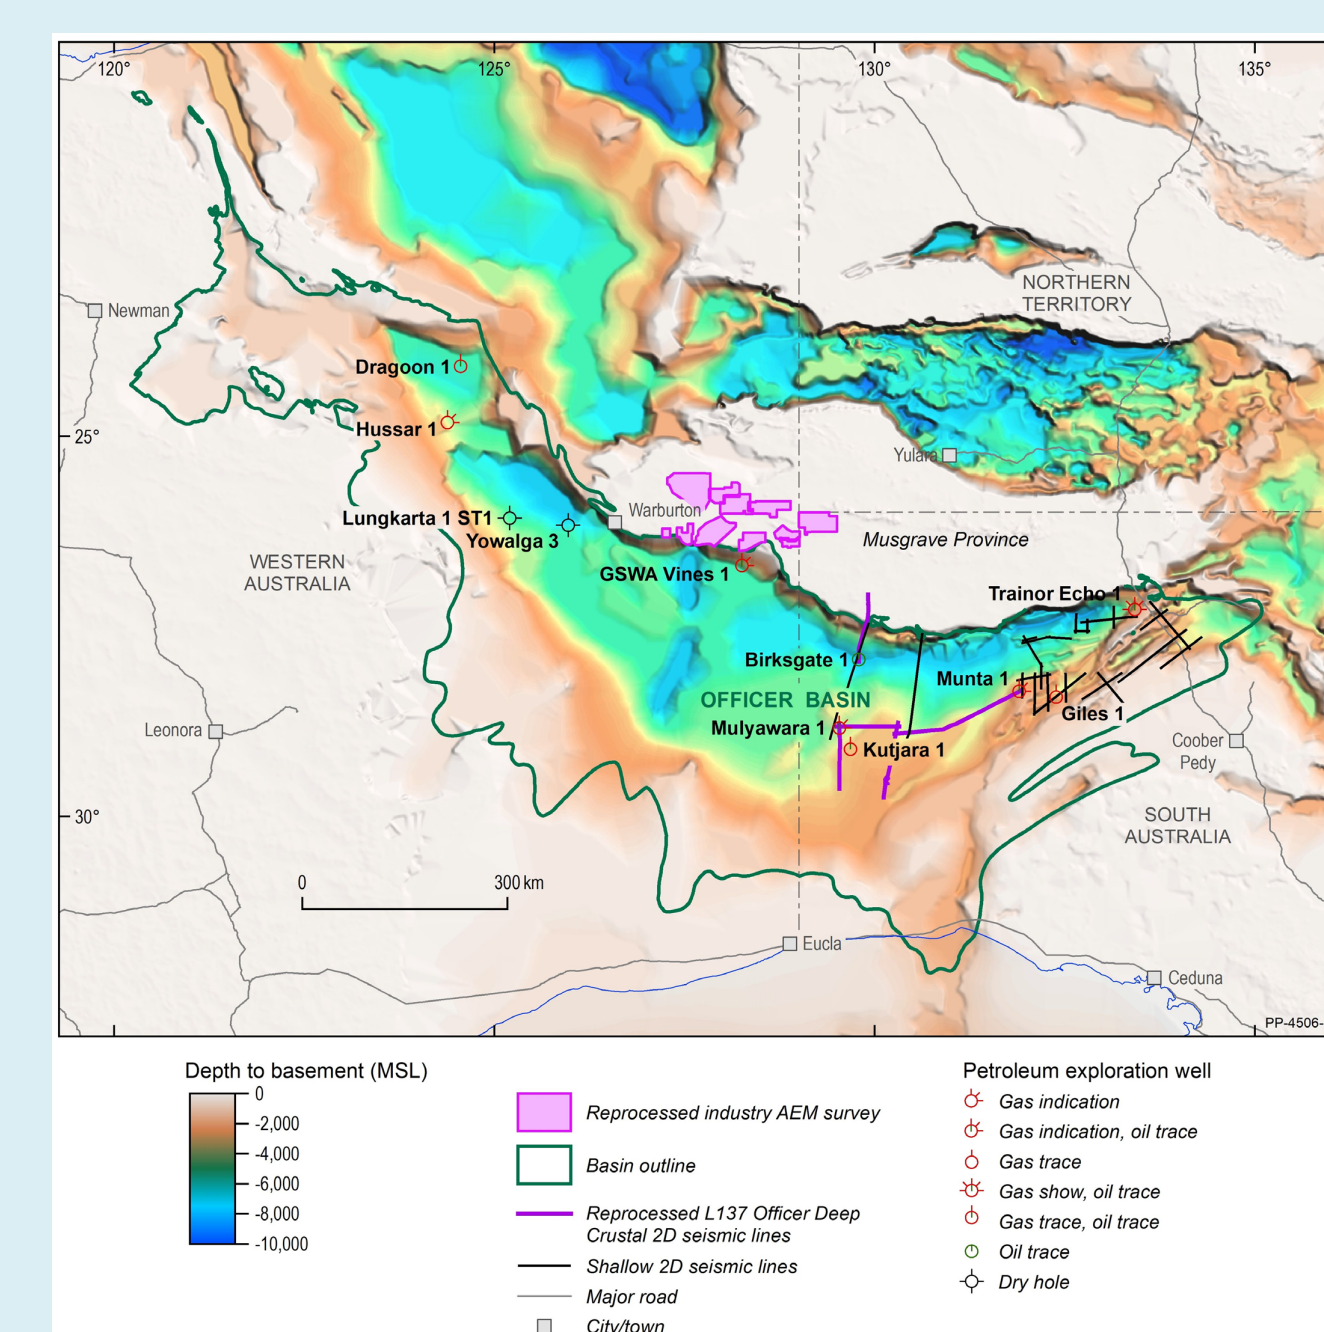 120°
125°
130°
135°
NORTHERN
TERRITORY
Newman
Dragoon 1
Hussar 1
25°
Yulara
Lungkarta 1 ST1
Warburton
Yowalga 3
Musgrave Province
WESTERN
AUSTRALIA
GSWA Vines 1
Trainor Echo 1
Birksgate 1
Munta 1
OFFICER BASIN
Giles 1
Leonora
Mulyawara 1
Kutjara 1
Coober
Pedy
30°
SOUTH
AUSTRALIA
0
300 km
Eucla
Ceduna
PP-4506-
Depth to basement (MSL)
0
-2,000
-4,000
-6,000
-8,000
-10,000
Reprocessed industry AEM survey
Basin outline
Reprocessed L137 Officer Deep
Crustal 2D seismic lines
Shallow 2D seismic lines
Major road
City/town
Petroleum exploration well
Gas indication
Gas indication, oil trace
Gas trace
Gas show, oil trace
Gas trace, oil trace
Oil trace
Dry hole